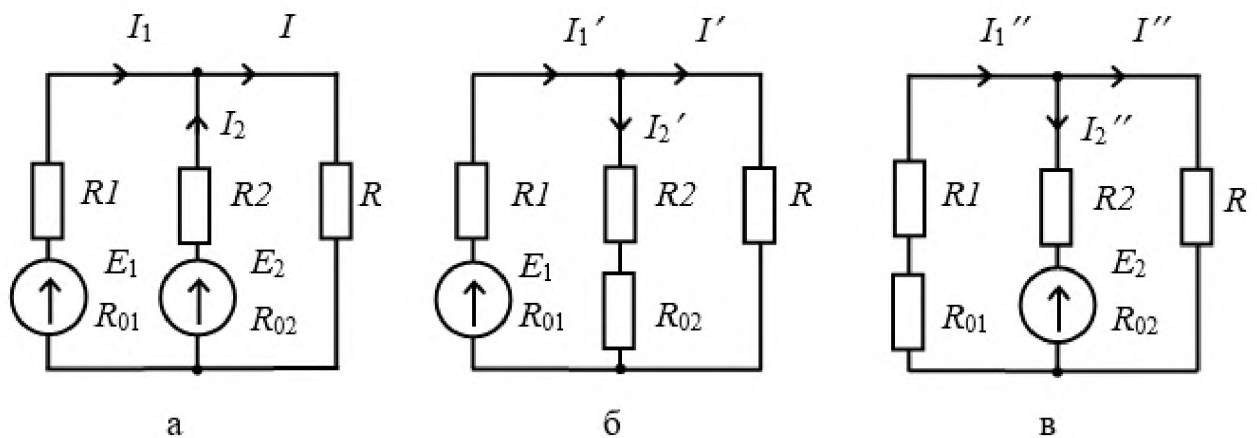 I₁ I I₁′ I′ I₁″ I″
I₂ I₂′ I₂″
R1 R2 R R1 R2 R R1 R2 R
E₁ E₂ E₁ E₂
R₀₁ R₀₂ R₀₁ R₀₂ R₀₁ R₀₂
а б в